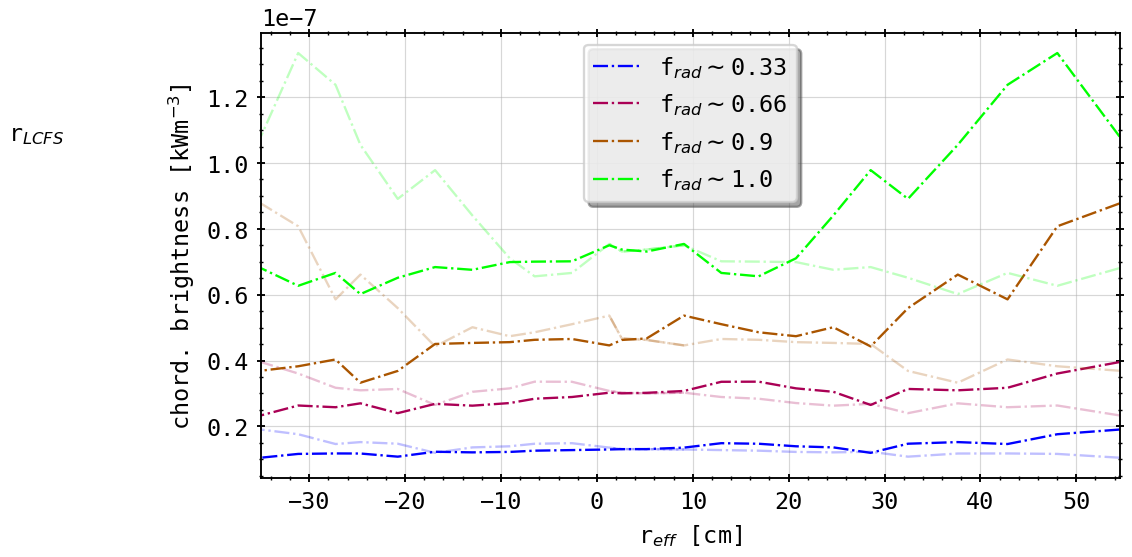 1e−7
f_rad ∼ 0.33
f_rad ∼ 0.66
f_rad ∼ 0.9
f_rad ∼ 1.0
r_LCFS
chord. brightness [kWm⁻³]
1.2
1.0
0.8
0.6
0.4
0.2
−30 −20 −10 0 10 20 30 40 50
r_eff [cm]